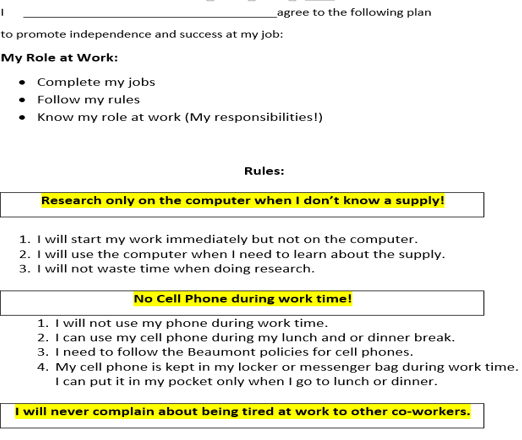 I ________________________________________agree to the following plan
to promote independence and success at my job:
My Role at Work:
• Complete my jobs
• Follow my rules
• Know my role at work (My responsibilities!)
Rules:
Research only on the computer when I don’t know a supply!
1. I will start my work immediately but not on the computer.
2. I will use the computer when I need to learn about the supply.
3. I will not waste time when doing research.
No Cell Phone during work time!
1. I will not use my phone during work time.
2. I can use my cell phone during my lunch and or dinner break.
3. I need to follow the Beaumont policies for cell phones.
4. My cell phone is kept in my locker or messenger bag during work time.
I can put it in my pocket only when I go to lunch or dinner.
I will never complain about being tired at work to other co-workers.